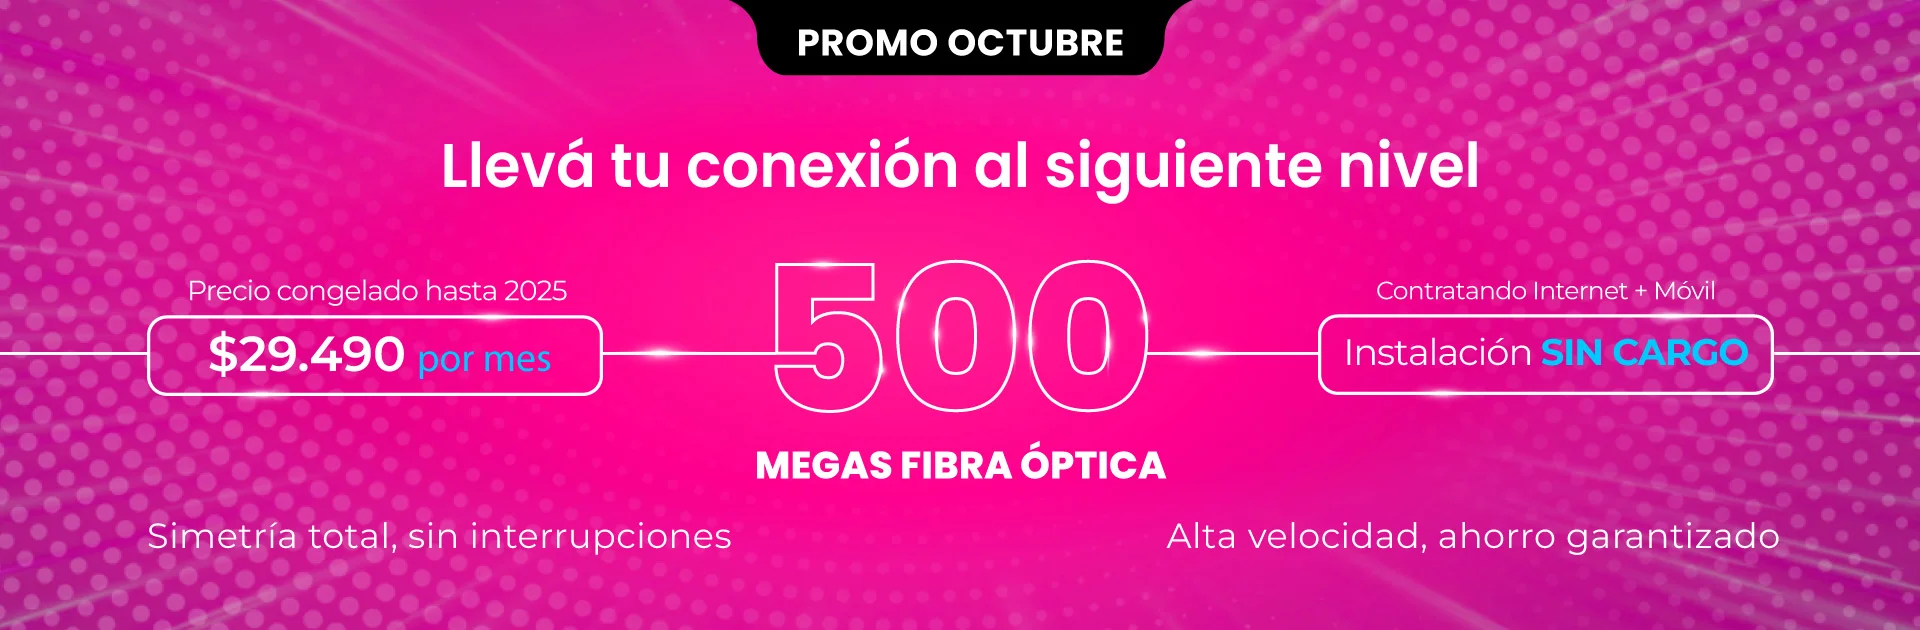 PROMO OCTUBRE
Llevá tu conexión al siguiente nivel
Precio congelado hasta 2025
$29.490 por mes
500
MEGAS FIBRA ÓPTICA
Contratando Internet + Móvil
Instalación SIN CARGO
Simetría total, sin interrupciones
Alta velocidad, ahorro garantizado